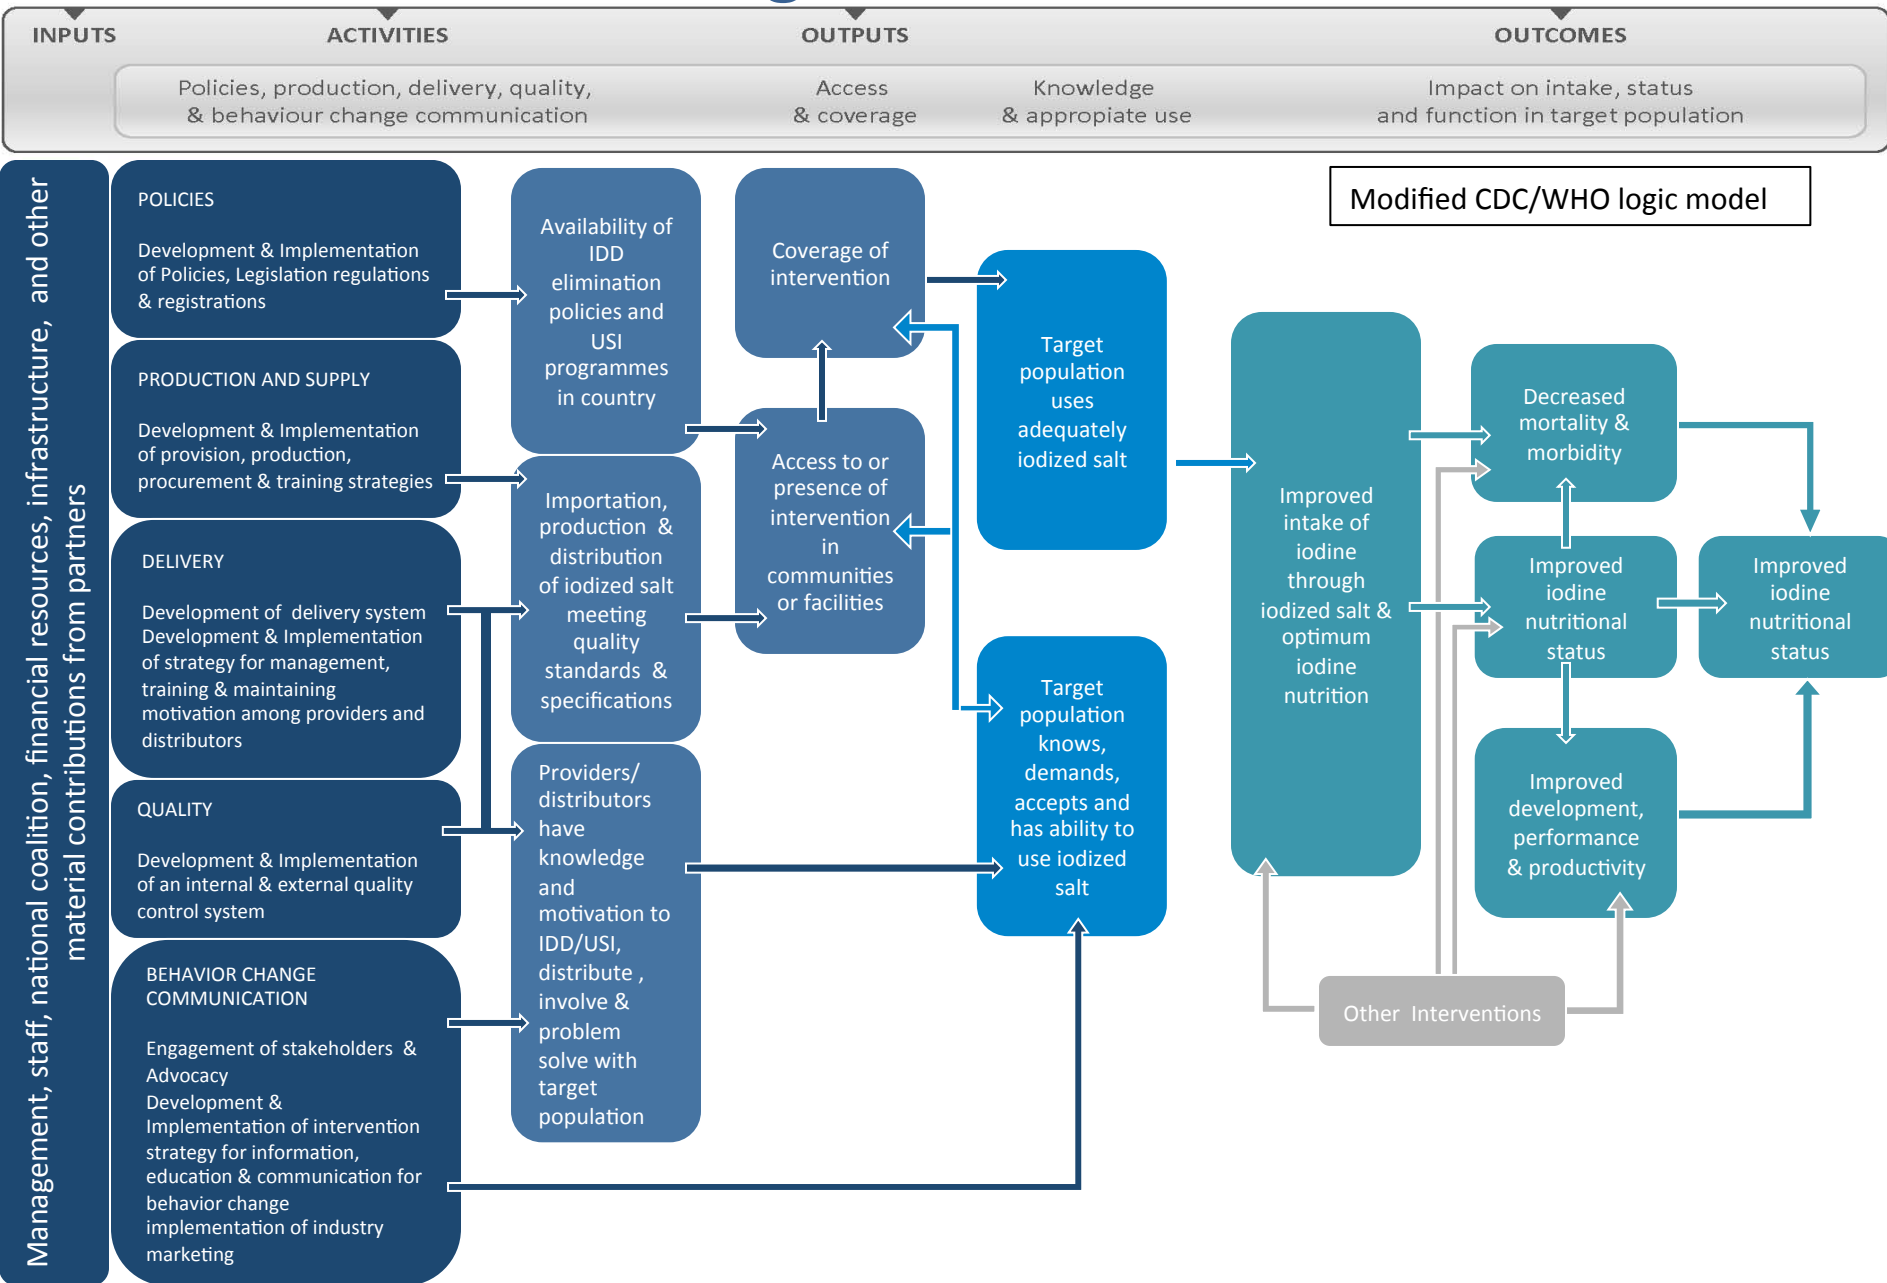 INPUTS
ACTIVITIES
OUTPUTS
OUTCOMES
Policies, production, delivery, quality,
& behaviour change communication
Access
& coverage
Knowledge
& appropiate use
Impact on intake, status
and function in target population
Modified CDC/WHO logic model
Management, staff, national coalition, financial resources, infrastructure, and other
material contributions from partners
POLICIES
Development & Implementation
of Policies, Legislation regulations
& registrations
PRODUCTION AND SUPPLY
Development & Implementation
of provision, production,
procurement & training strategies
DELIVERY
Development of delivery system
Development & Implementation
of strategy for management,
training & maintaining
motivation among providers and
distributors
QUALITY
Development & Implementation
of an internal & external quality
control system
BEHAVIOR CHANGE
COMMUNICATION
Engagement of stakeholders &
Advocacy
Development &
Implementation of intervention
strategy for information,
education & communication for
behavior change
implementation of industry
marketing
Availability of
IDD
elimination
policies and
USI
programmes
in country
Importation,
production &
distribution
of iodized salt
meeting
quality
standards &
specifications
Providers/
distributors
have
knowledge
and
motivation to
IDD/USI,
distribute ,
involve &
problem
solve with
target
population
Coverage of
intervention
Access to or
presence of
intervention
in
communities
or facilities
Target
population
uses
adequately
iodized salt
Target
population
knows,
demands,
accepts and
has ability to
use iodized
salt
Improved
intake of
iodine
through
iodized salt &
optimum
iodine
nutrition
Decreased
mortality &
morbidity
Improved
iodine
nutritional
status
Improved
iodine
nutritional
status
Improved
development,
performance
& productivity
Other Interventions